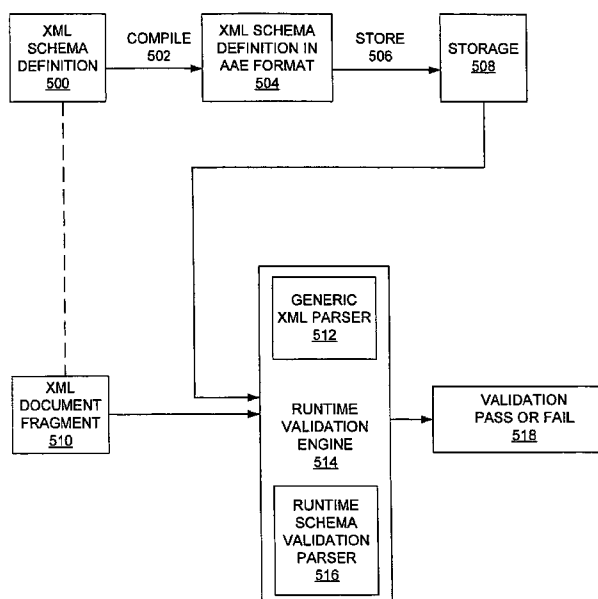 XML
SCHEMA
DEFINITION
500
COMPILE
502
XML SCHEMA
DEFINITION IN
AAE FORMAT
504
STORE
506
STORAGE
508
GENERIC
XML PARSER
512
XML
DOCUMENT
FRAGMENT
510
RUNTIME
VALIDATION
ENGINE
514
VALIDATION
PASS OR FAIL
518
RUNTIME
SCHEMA
VALIDATION
PARSER
516